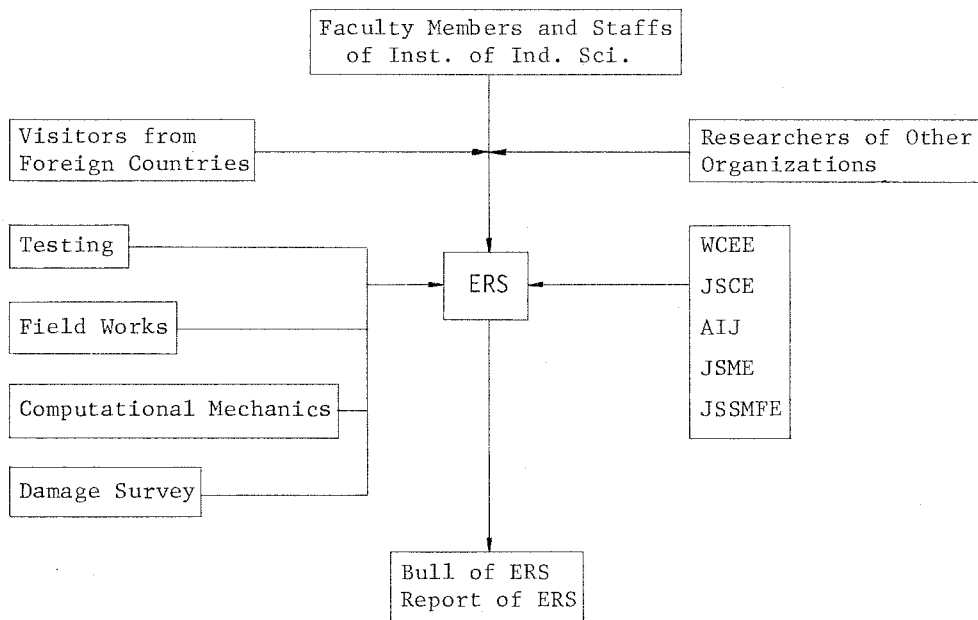 Faculty Members and Staffs
of Inst. of Ind. Sci.
Visitors from
Foreign Countries
Researchers of Other
Organizations
Testing
Field Works
Computational Mechanics
Damage Survey
ERS
WCEE
JSCE
AIJ
JSME
JSSMFE
Bull of ERS
Report of ERS